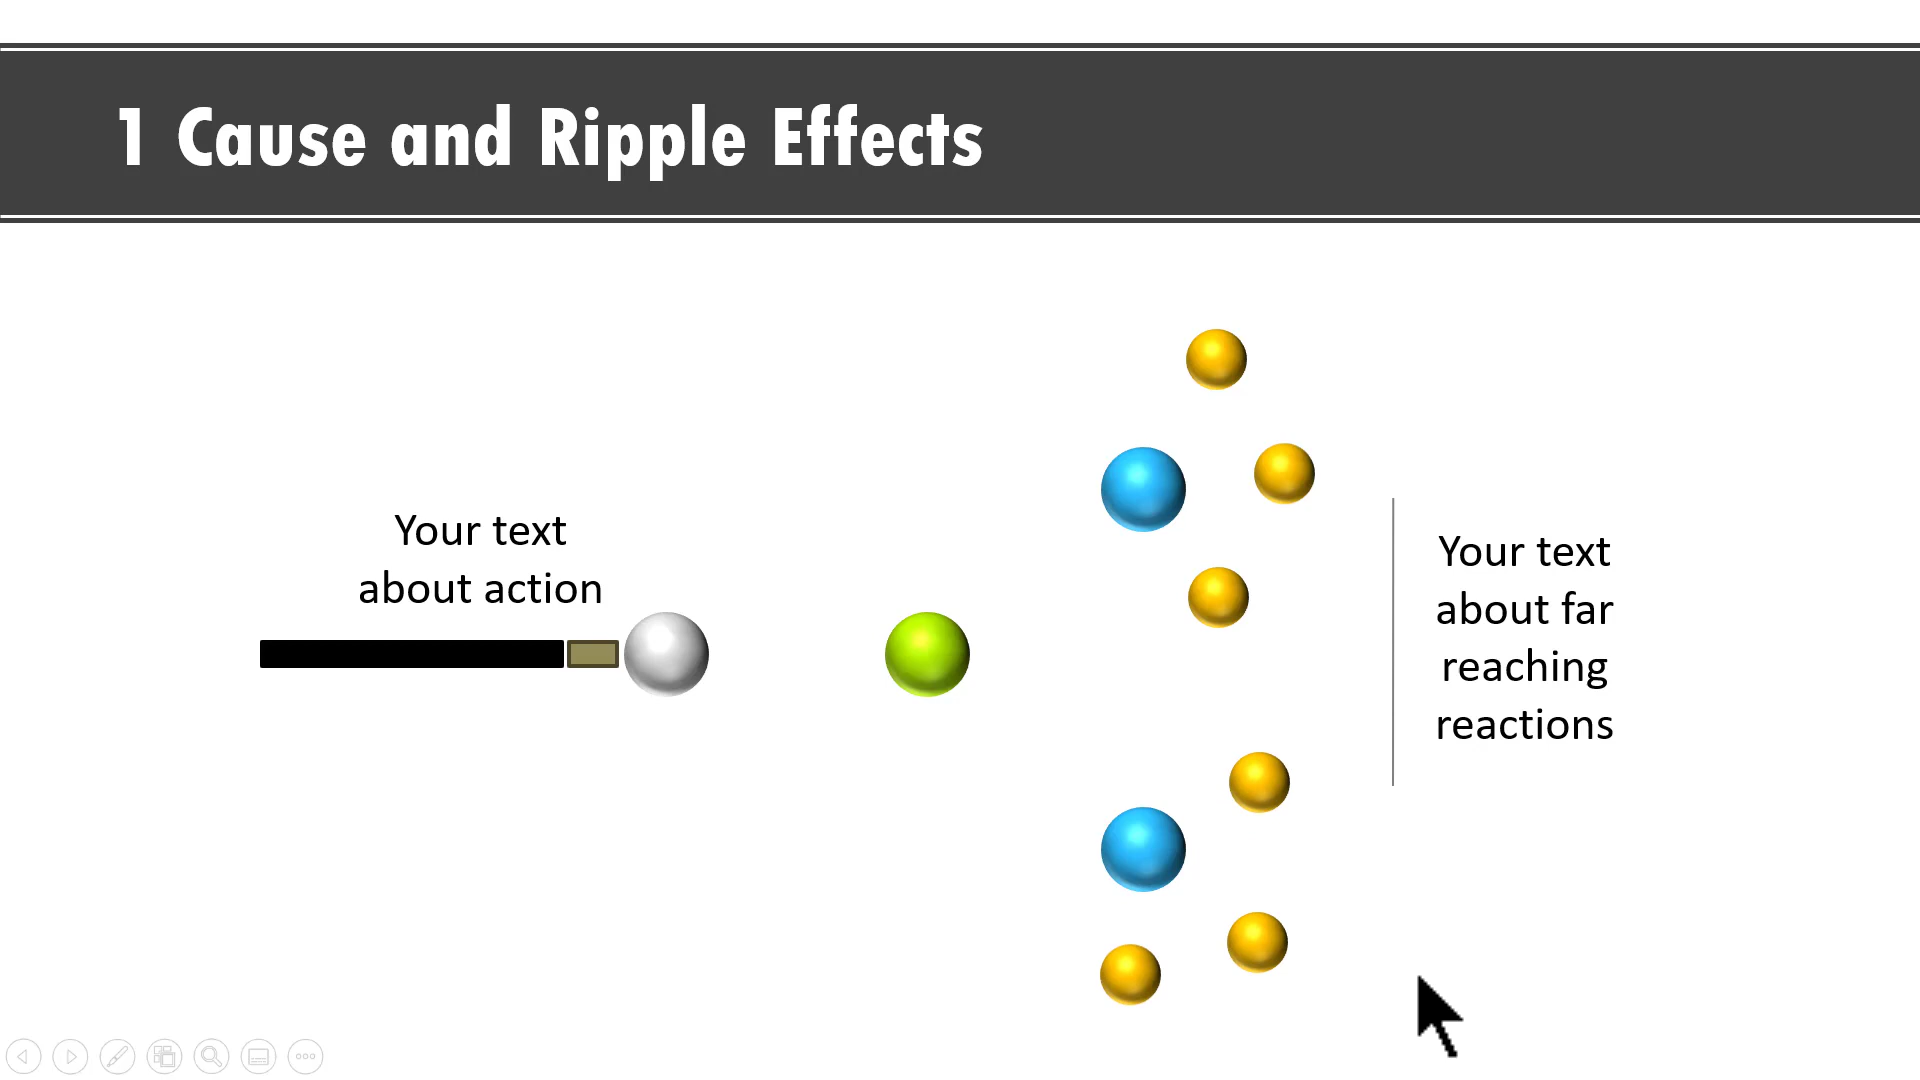 1 Cause and Ripple Effects
Your text
about action
Your text
about far
reaching
reactions